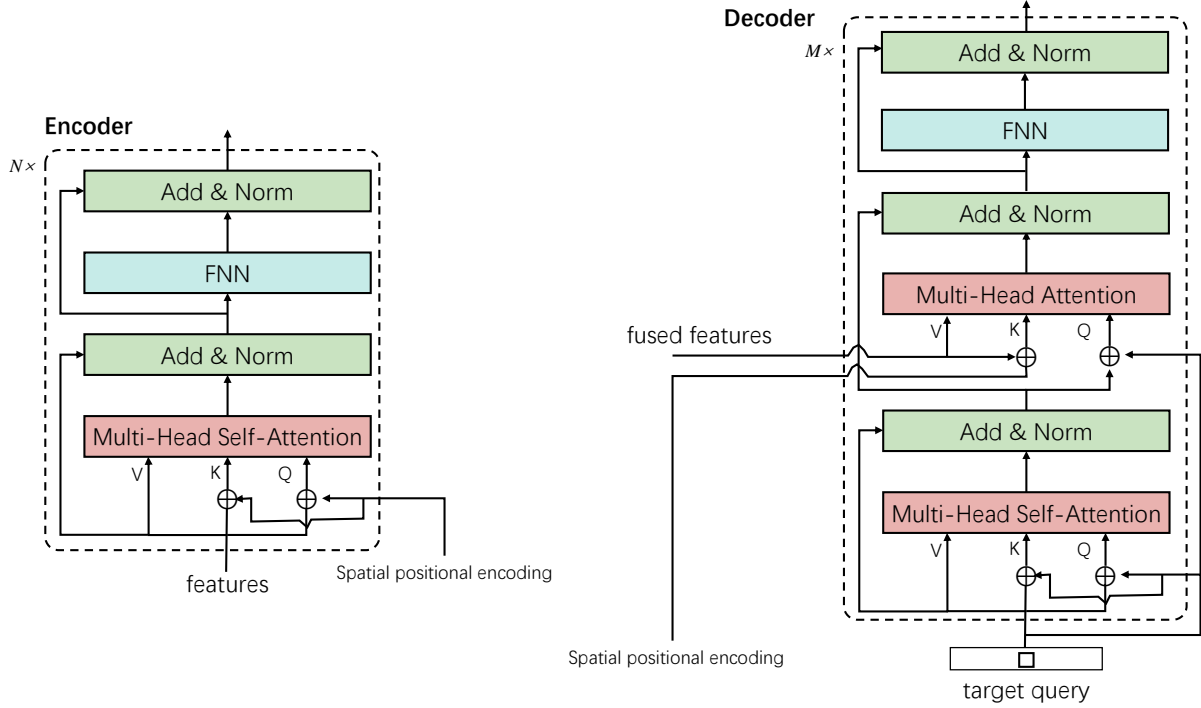 Encoder
N×
Add & Norm
FNN
Add & Norm
Multi-Head Self-Attention
V K Q
features
Spatial positional encoding
Decoder
M×
Add & Norm
FNN
Add & Norm
Multi-Head Attention
V K Q
fused features
Add & Norm
Multi-Head Self-Attention
V K Q
Spatial positional encoding
target query